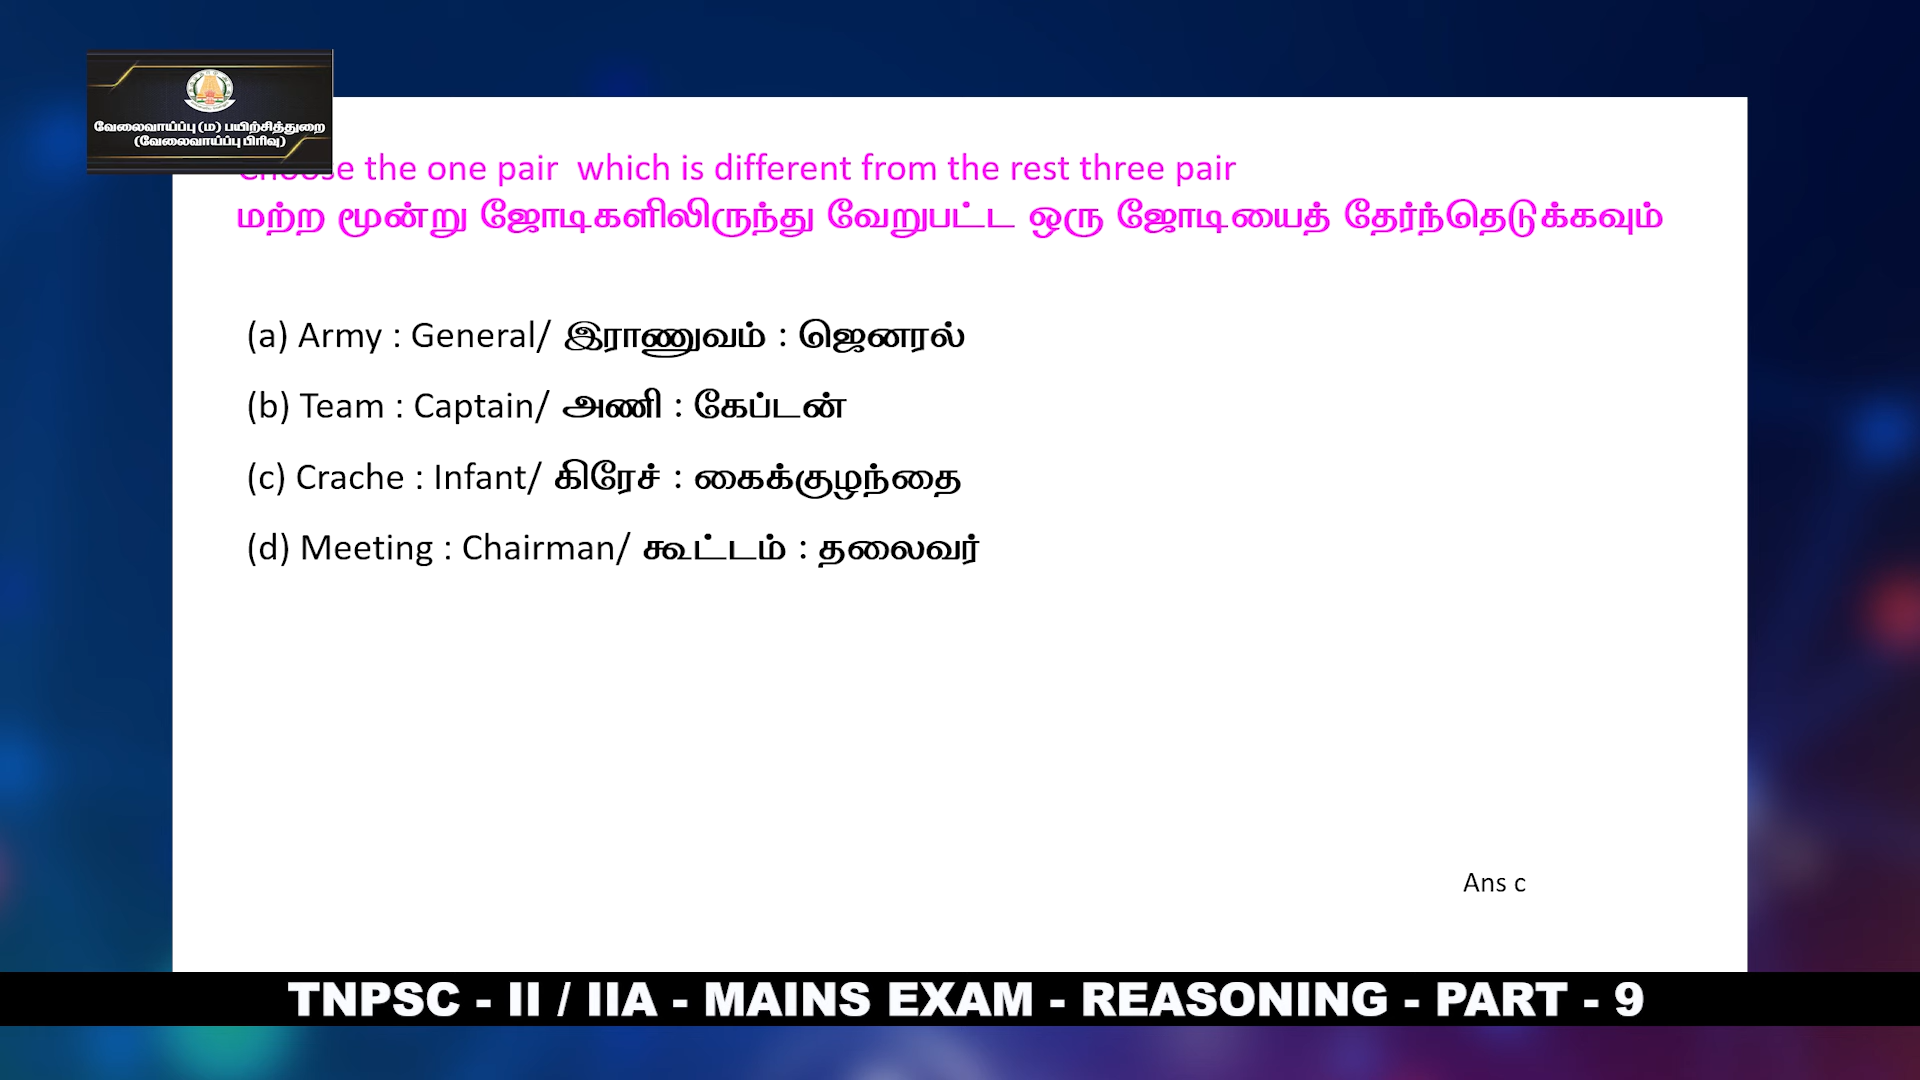 வேலைவாய்ப்பு (ம) பயிற்சித்துறை
(வேலைவாய்ப்பு பிரிவு)
the one pair which is different from the rest three pair
மற்ற மூன்று ஜோடிகளிலிருந்து வேறுபட்ட ஒரு ஜோடியைத் தேர்ந்தெடுக்கவும்
(a) Army : General/ இராணுவம் : ஜெனரல்
(b) Team : Captain/ அணி : கேப்டன்
(c) Crache : Infant/ கிரேச் : கைக்குழந்தை
(d) Meeting : Chairman/ கூட்டம் : தலைவர்
Ans c
TNPSC - II / IIA - MAINS EXAM - REASONING - PART - 9